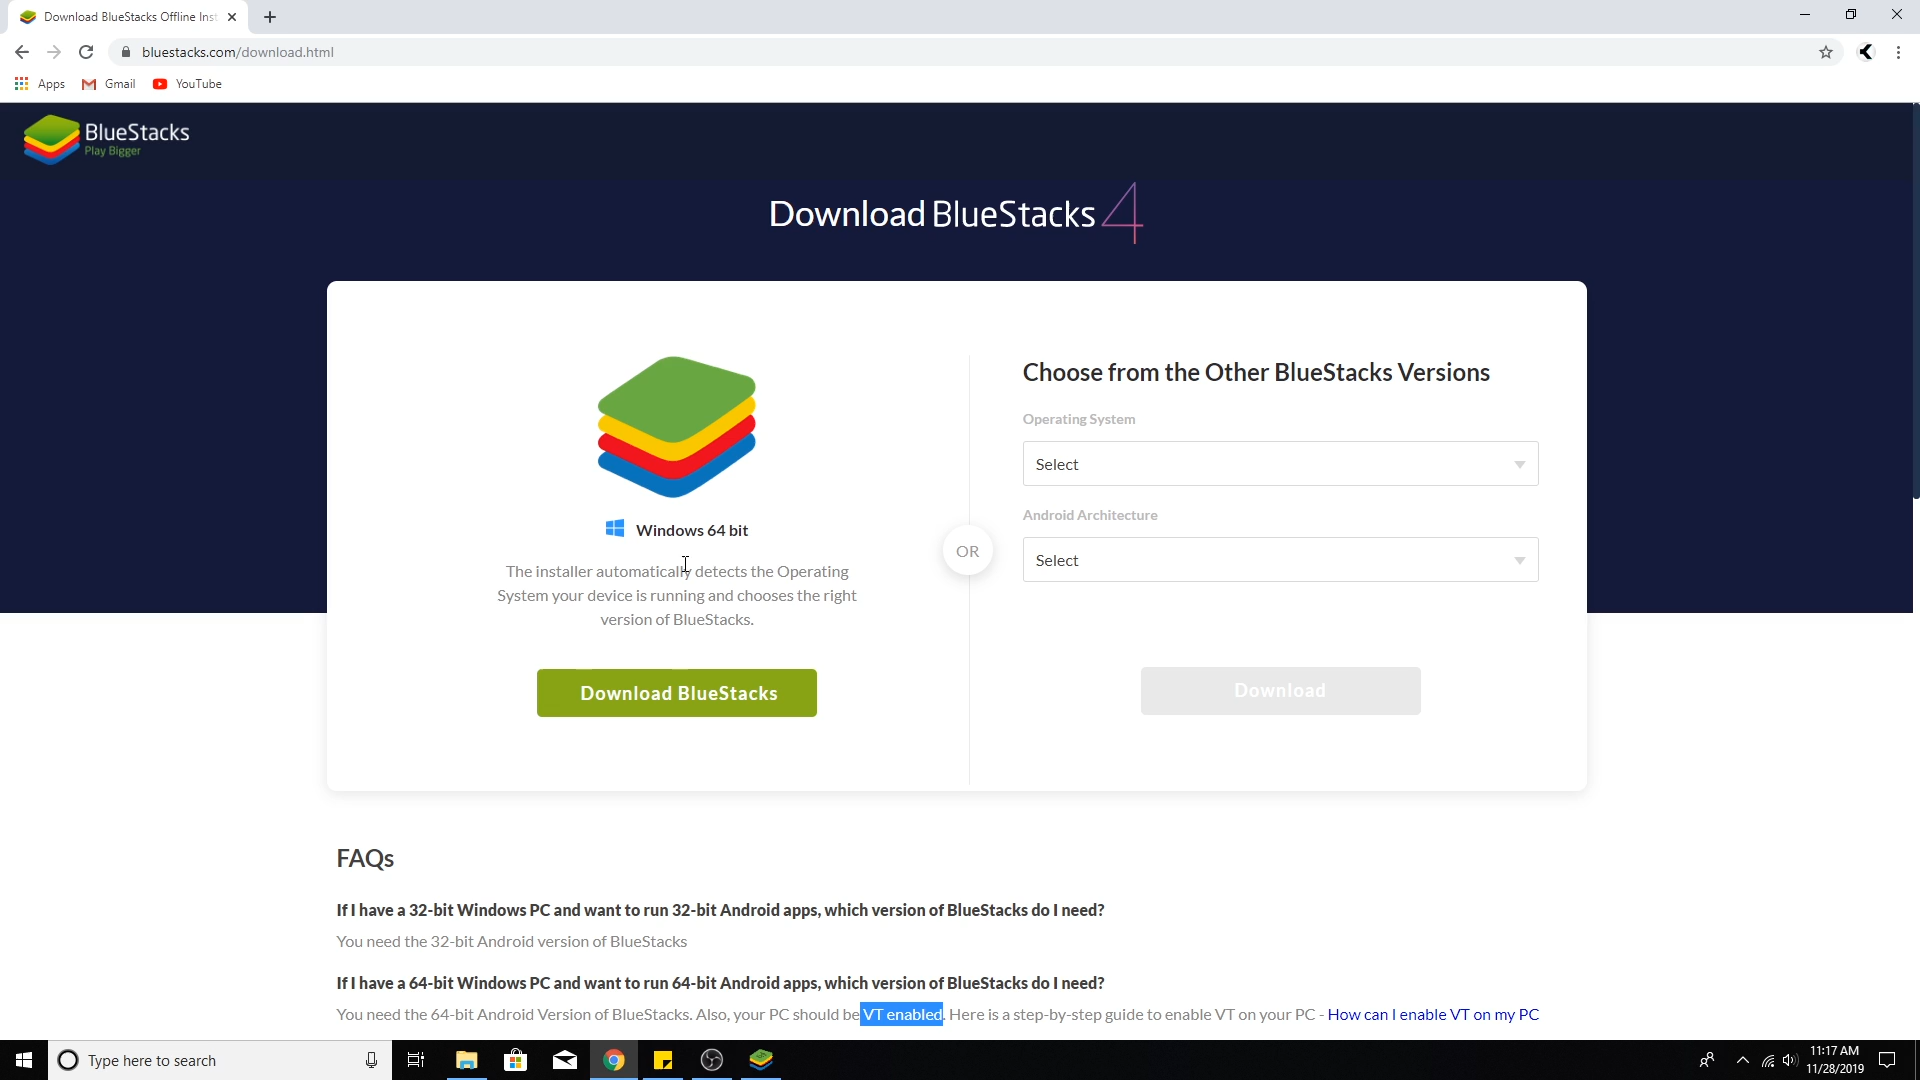 Download BlueStacks Offline Inst
bluestacks.com/download.html
Apps
Gmail
YouTube
BlueStacks
Play Bigger
Download BlueStacks 4
Windows 64 bit
The installer automatically detects the Operating
System your device is running and chooses the right
version of BlueStacks.
Download BlueStacks
OR
Choose from the Other BlueStacks Versions
Operating System
Select
Android Architecture
Select
Download
FAQs
If I have a 32-bit Windows PC and want to run 32-bit Android apps, which version of BlueStacks do I need?
You need the 32-bit Android version of BlueStacks
If I have a 64-bit Windows PC and want to run 64-bit Android apps, which version of BlueStacks do I need?
You need the 64-bit Android Version of BlueStacks. Also, your PC should be VT enabled. Here is a step-by-step guide to enable VT on your PC - How can I enable VT on my PC
Type here to search
11:17 AM
11/28/2019